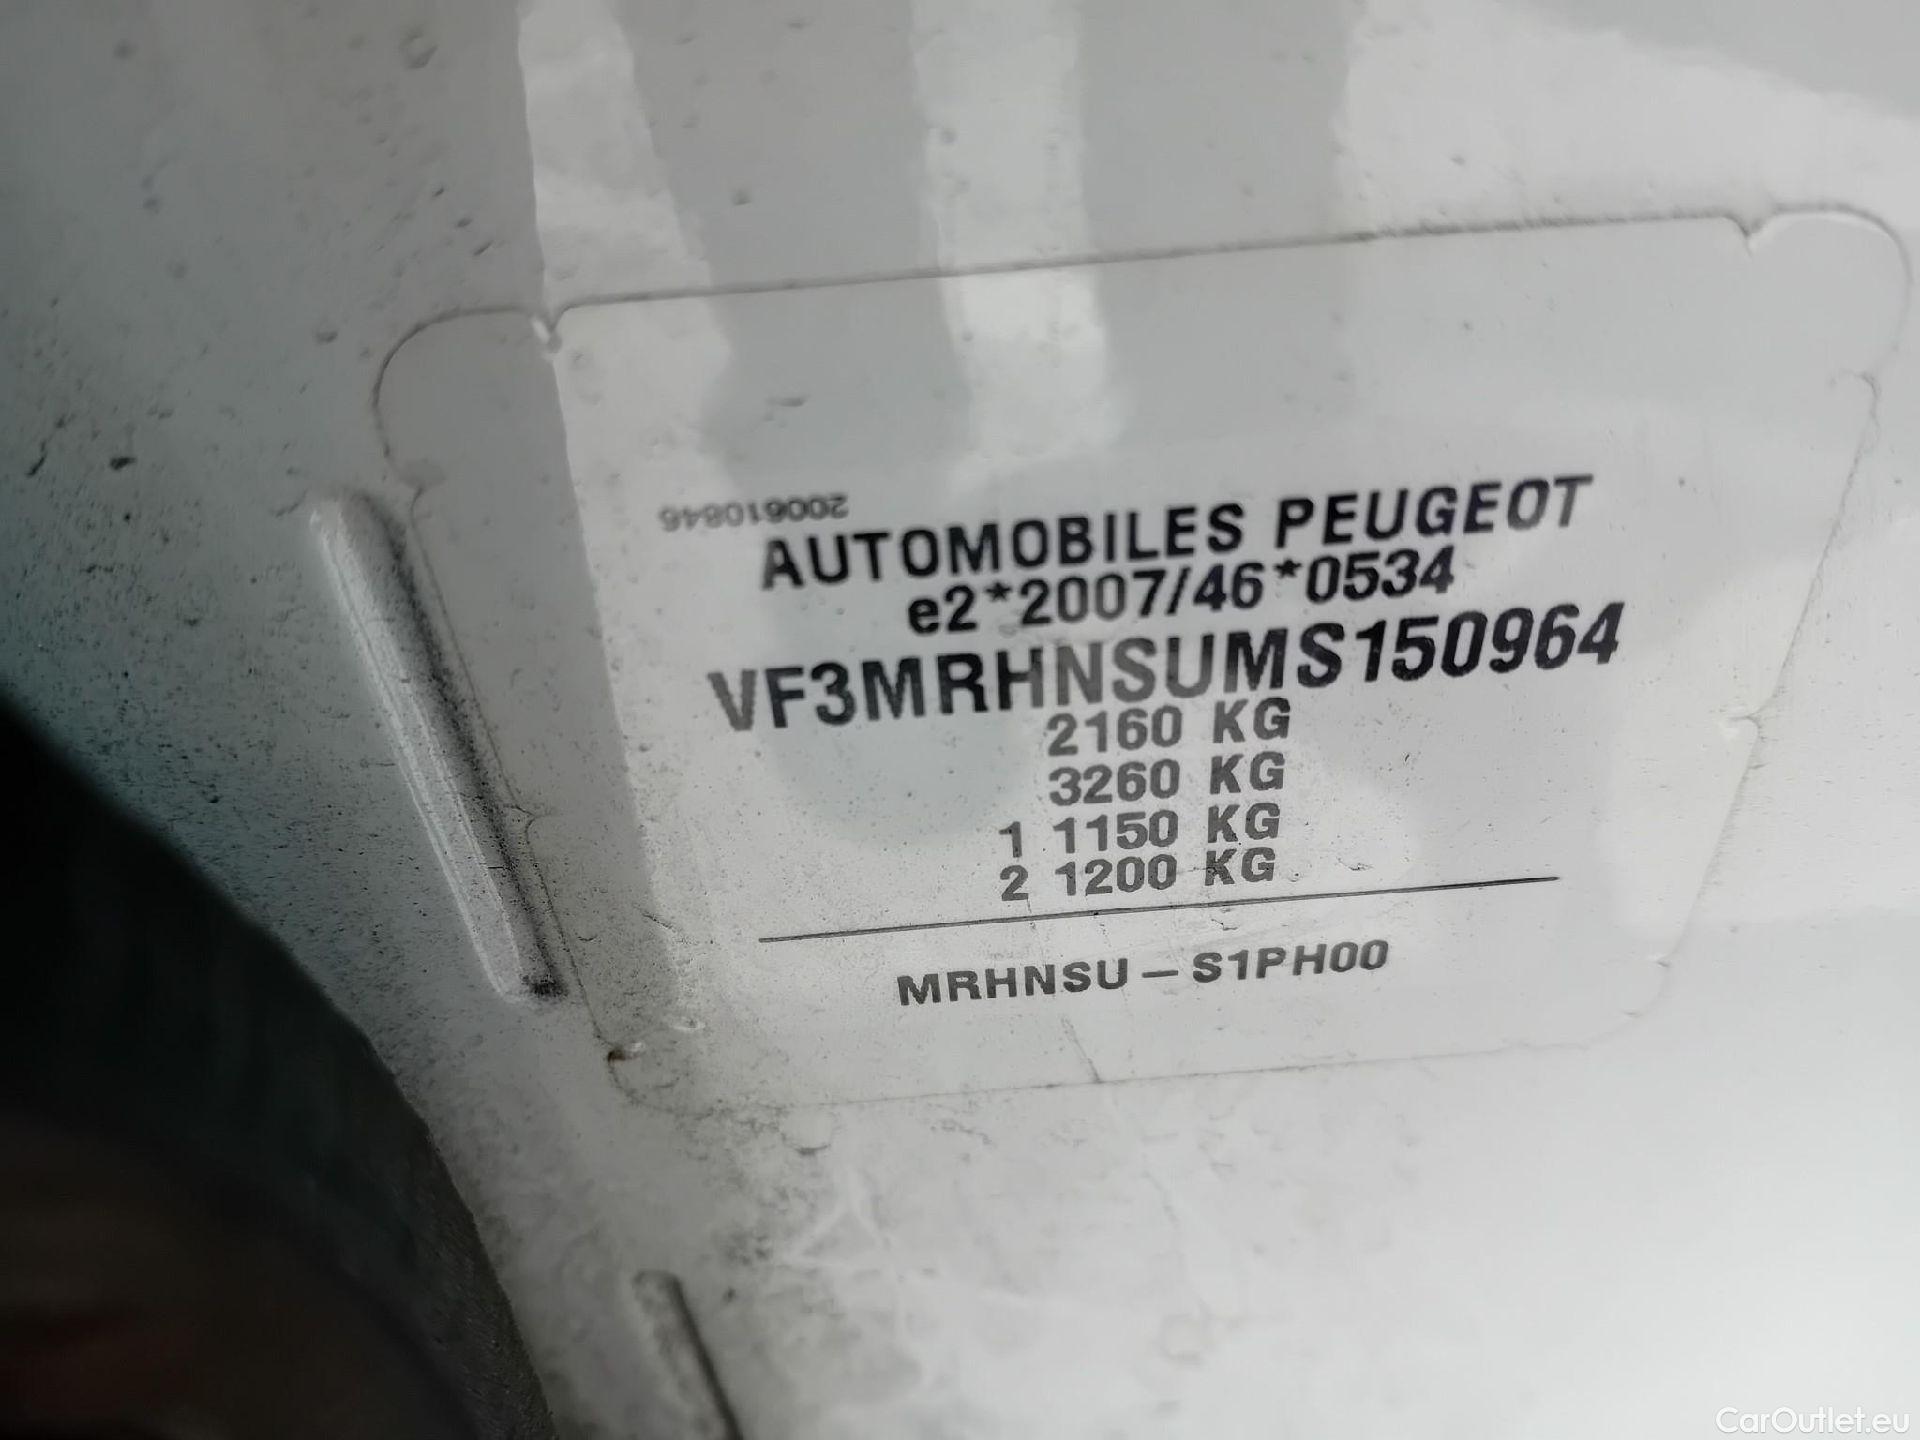 200610846
AUTOMOBILES PEUGEOT
e2*2007/46*0534
VF3MRHNSUMS150964
2160 KG
3260 KG
1 1150 KG
2 1200 KG
MRHNSU – S1PH00
CarOutlet.eu